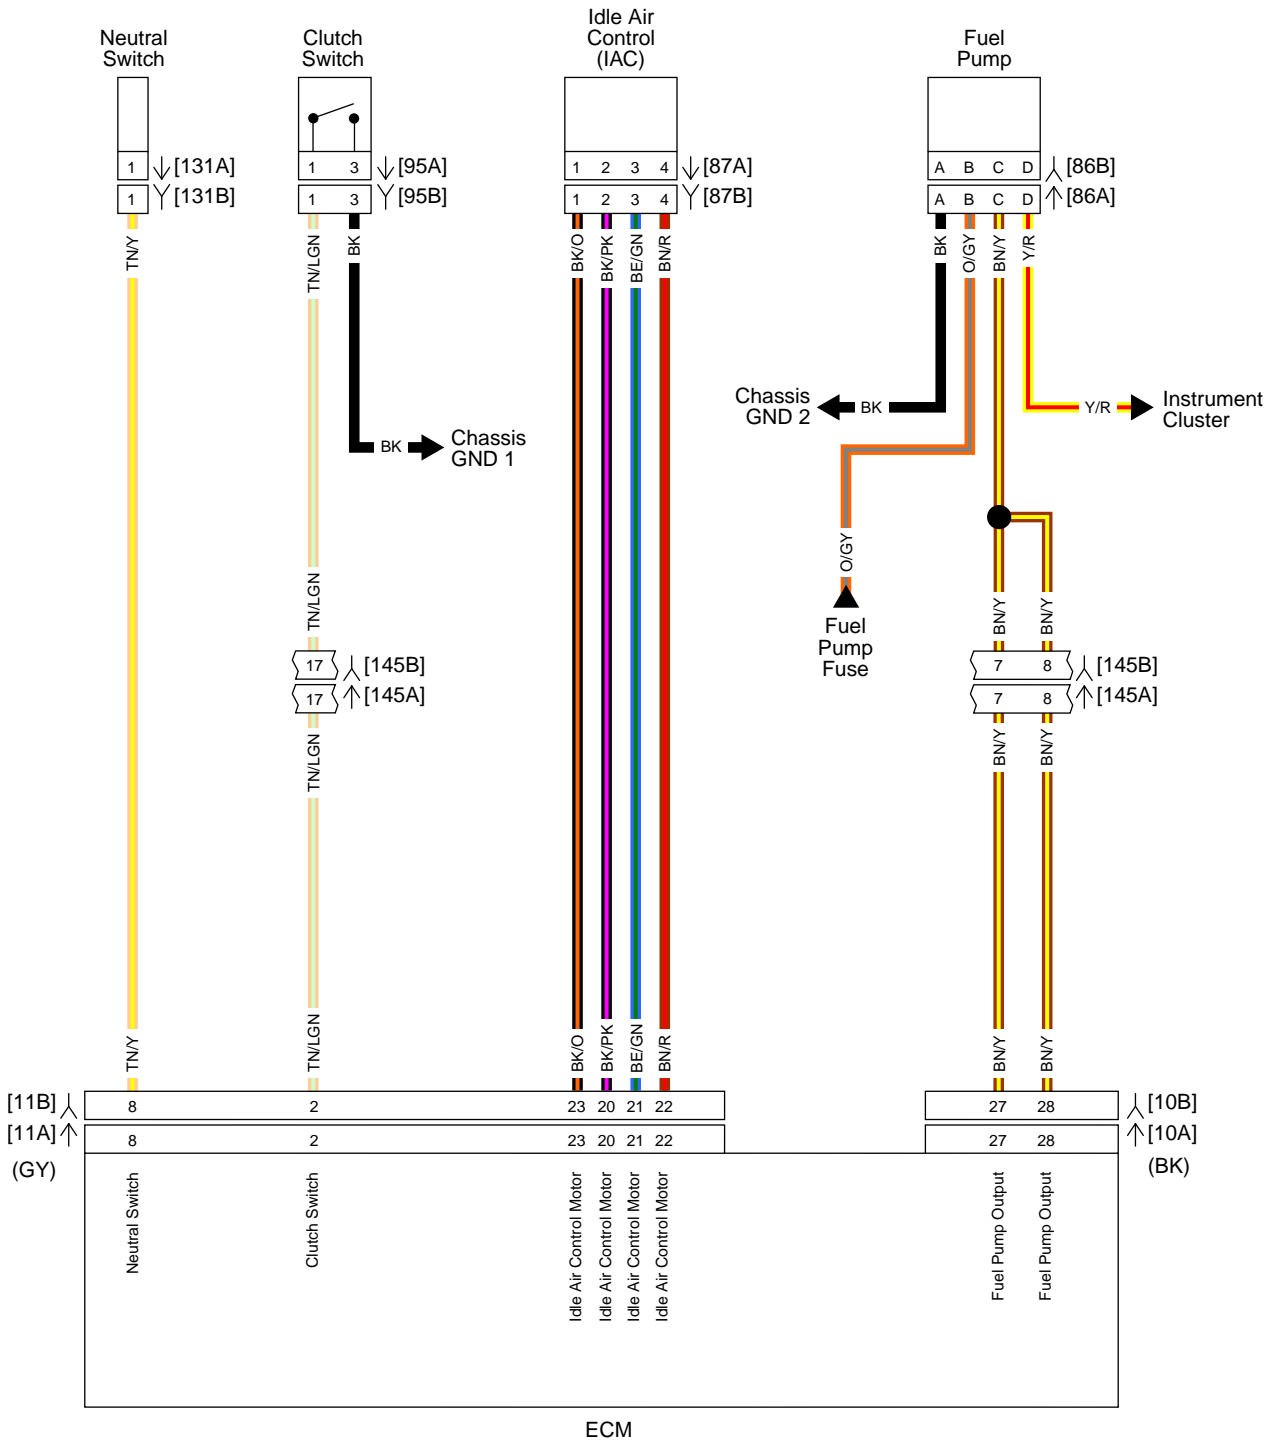 Neutral
Switch
Clutch
Switch
Idle Air
Control
(IAC)
Fuel
Pump
1 [131A]
1 [131B]
1 3 [95A]
1 3 [95B]
1 2 3 4 [87A]
1 2 3 4 [87B]
A B C D [86B]
A B C D [86A]
TN/Y
TN/LGN
BK
BK/O
BK/PK
BE/GN
BN/R
BK
O/GY
BN/Y
Y/R
Chassis
GND 2
BK
Y/R
Instrument
Cluster
BK
Chassis
GND 1
O/GY
Fuel
Pump
Fuse
TN/LGN
BN/Y
BN/Y
17 [145B]
17 [145A]
7 8 [145B]
7 8 [145A]
TN/LGN
BN/Y
BN/Y
TN/Y
TN/LGN
BK/O
BK/PK
BE/GN
BN/R
BN/Y
BN/Y
[11B] 8 2 23 20 21 22
[11A] 8 2 23 20 21 22
(GY)
27 28 [10B]
27 28 [10A]
(BK)
Neutral Switch
Clutch Switch
Idle Air Control Motor
Idle Air Control Motor
Idle Air Control Motor
Idle Air Control Motor
Fuel Pump Output
Fuel Pump Output
ECM